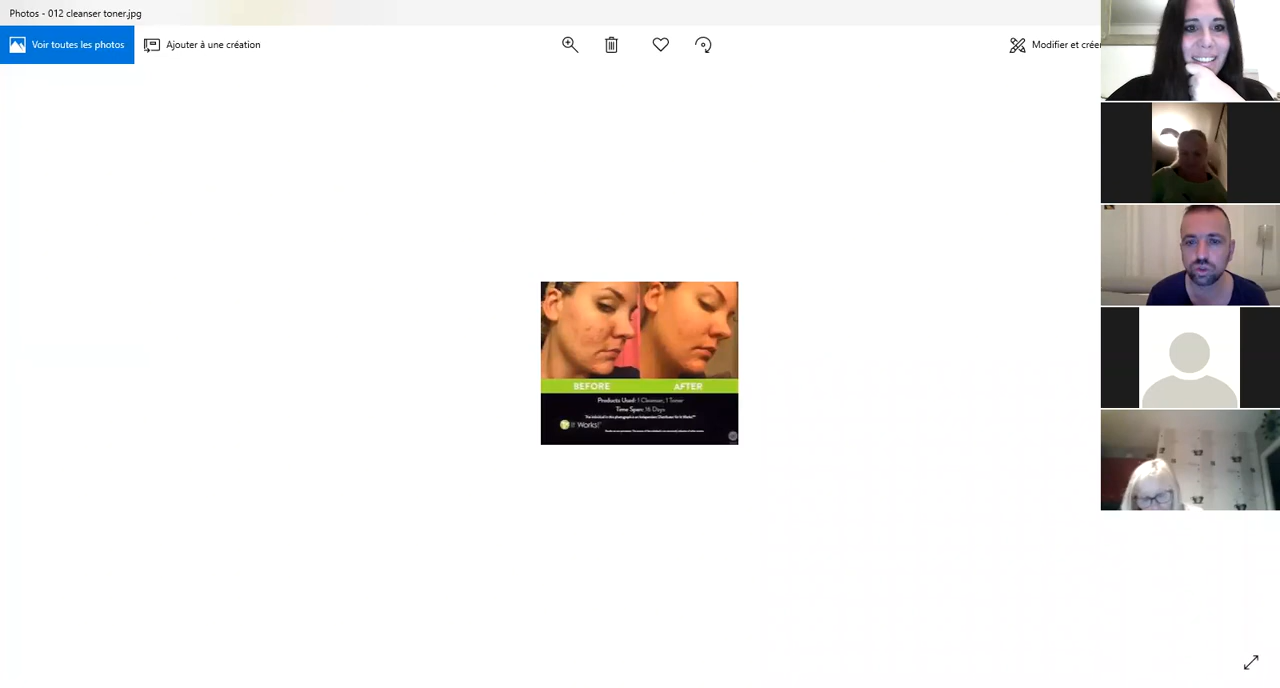 Photos - 012 cleanser toner.jpg
Voir toutes les photos
Ajouter à une création
Modifier et créer
BEFORE
AFTER
Products Used: 1 Cleanser, 1 Toner
Time Span: 16 Days
It Works!